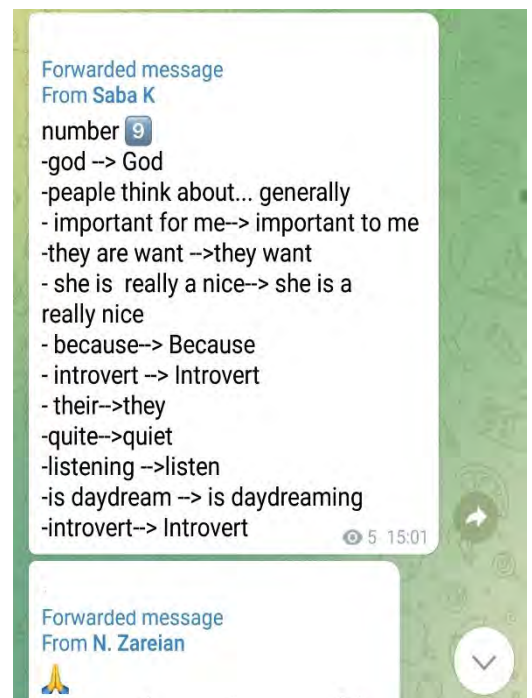 Forwarded message
From Saba K
number 9️⃣
-god --> God
-peaple think about... generally
- important for me--> important to me
-they are want -->they want
- she is  really a nice--> she is a
really nice
- because--> Because
- introvert --> Introvert
- their-->they
-quite-->quiet
-listening -->listen
-is daydream --> is daydreaming
-introvert--> Introvert
5 15:01
Forwarded message
From N. Zareian
🙏